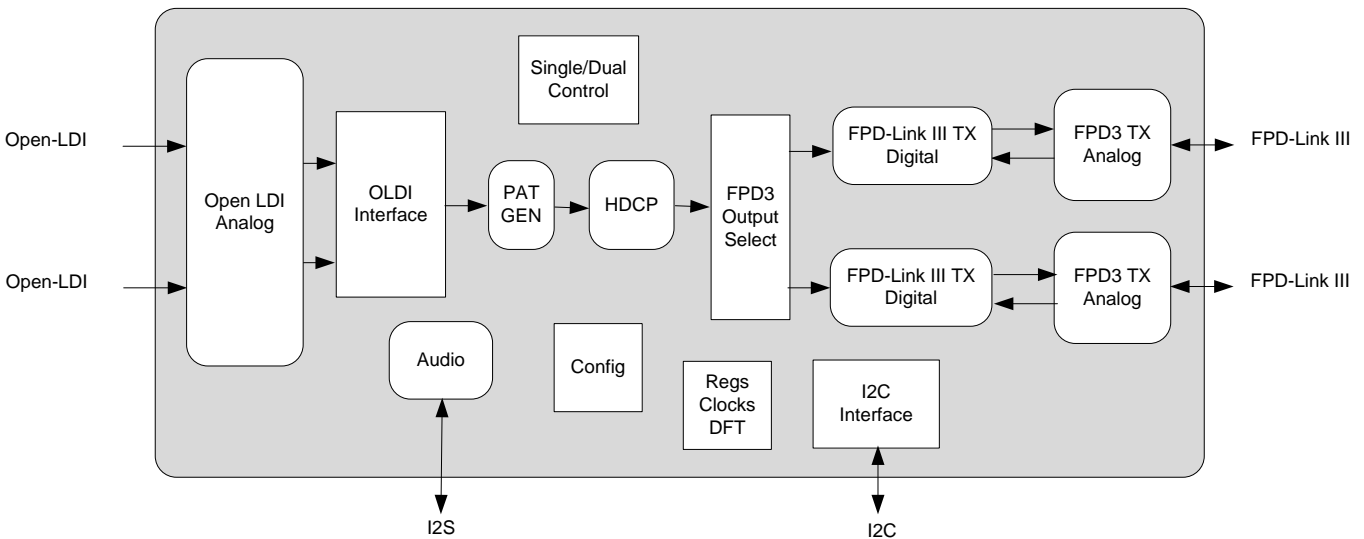 Single/Dual
Control
Open-LDI
Open-LDI
Open LDI
Analog
OLDI
Interface
PAT
GEN
HDCP
FPD3
Output
Select
FPD-Link III TX
Digital
FPD3 TX
Analog
FPD-Link III
FPD-Link III TX
Digital
FPD3 TX
Analog
FPD-Link III
Audio
Config
Regs
Clocks
DFT
I2C
Interface
I2S
I2C